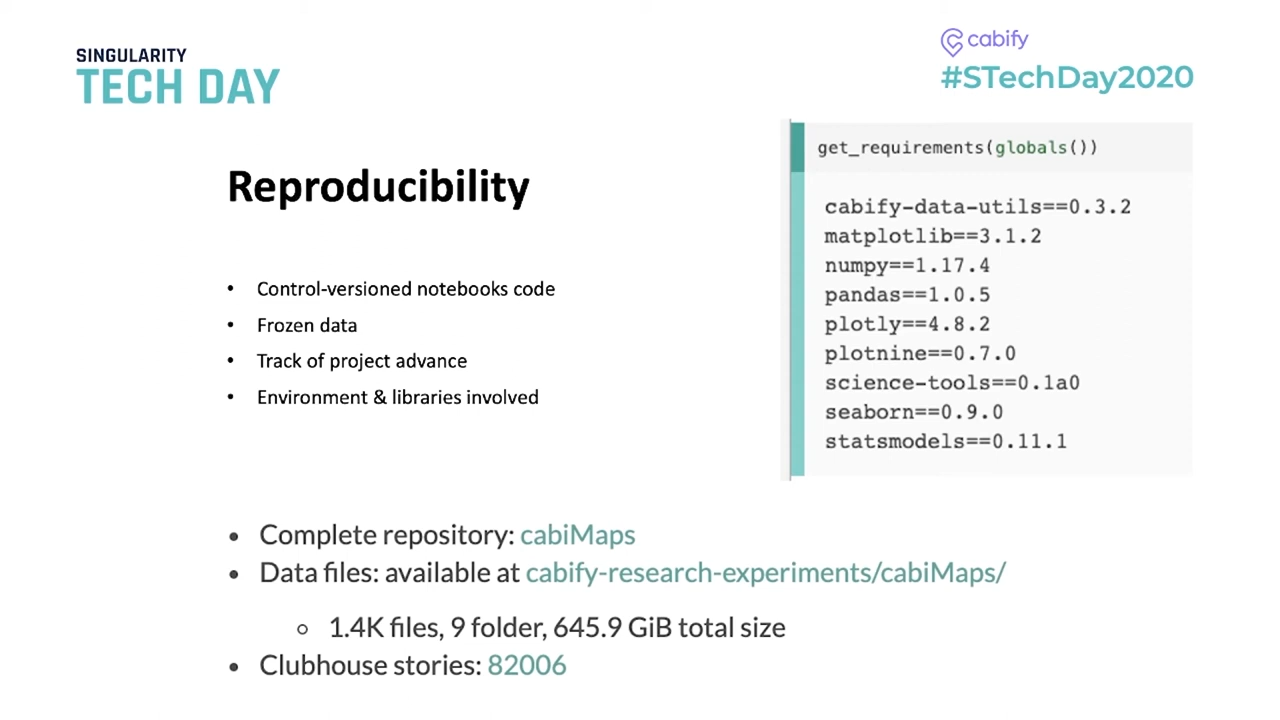 SINGULARITY
TECH DAY
cabify
#STechDay2020
Reproducibility
• Control-versioned notebooks code
• Frozen data
• Track of project advance
• Environment & libraries involved
get_requirements(globals())
cabify-data-utils==0.3.2
matplotlib==3.1.2
numpy==1.17.4
pandas==1.0.5
plotly==4.8.2
plotnine==0.7.0
science-tools==0.1a0
seaborn==0.9.0
statsmodels==0.11.1
• Complete repository: cabiMaps
• Data files: available at cabify-research-experiments/cabiMaps/
○ 1.4K files, 9 folder, 645.9 GiB total size
• Clubhouse stories: 82006